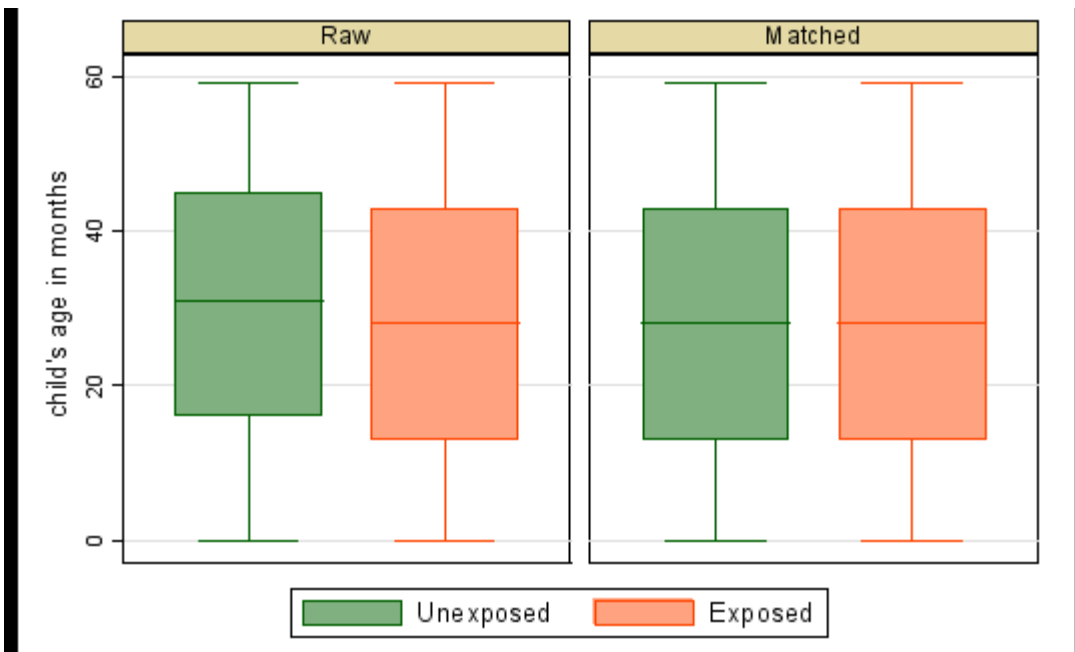 Raw
Matched
child's age in months
60
40
20
0
Unexposed
Exposed